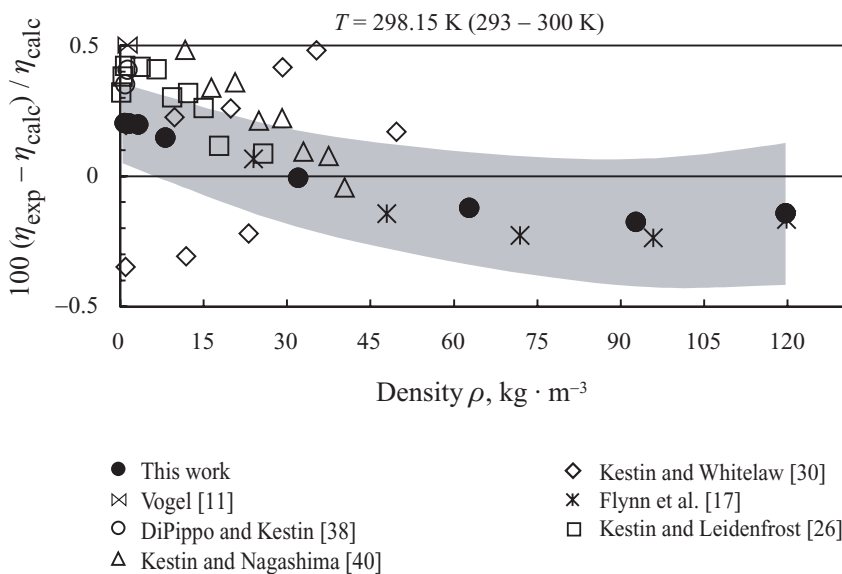 T = 298.15 K (293 – 300 K)
100 (ηexp – ηcalc) / ηcalc
0.5
0
–0.5
0 15 30 45 60 75 90 105 120
Density ρ, kg · m–3
This work
Vogel [11]
DiPippo and Kestin [38]
Kestin and Nagashima [40]
Kestin and Whitelaw [30]
Flynn et al. [17]
Kestin and Leidenfrost [26]